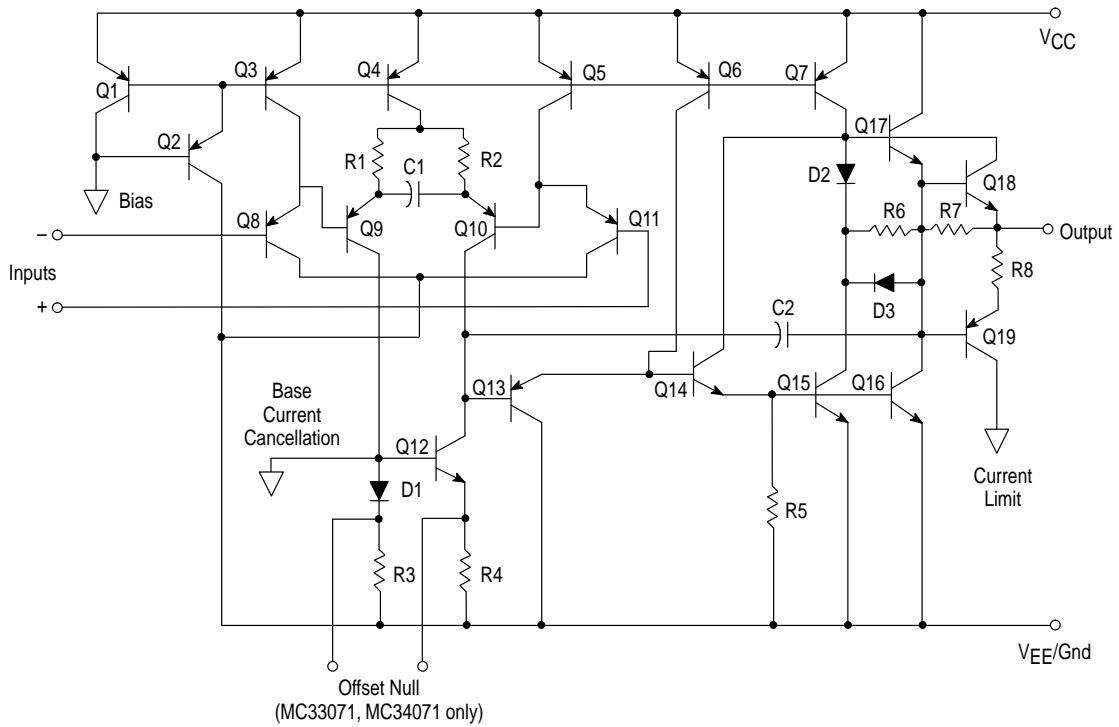 VCC
Q1
Q3
Q4
Q5
Q6
Q7
Q2
Q17
R1
C1
R2
D2
Q18
Bias
Q8
Q9
Q10
Q11
R6
R7
Output
−
Inputs
+
R8
D3
C2
Q19
Q13
Q14
Q15
Q16
Base
Current
Cancellation
Q12
D1
Current
Limit
R5
R3
R4
VEE/Gnd
Offset Null
(MC33071, MC34071 only)